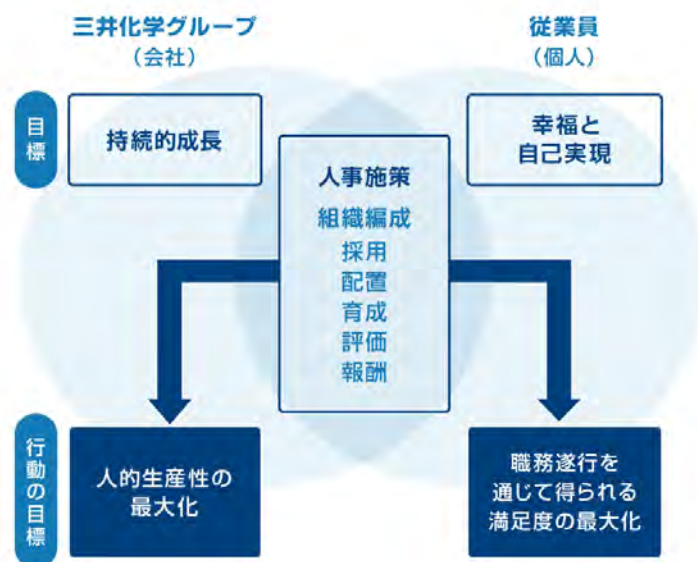 三井化学グループ
（会社）
従業員
（個人）
目標
持続的成長
幸福と
自己実現
人事施策
組織編成
採用
配置
育成
評価
報酬
行動の目標
人的生産性の
最大化
職務遂行を
通じて得られる
満足度の最大化